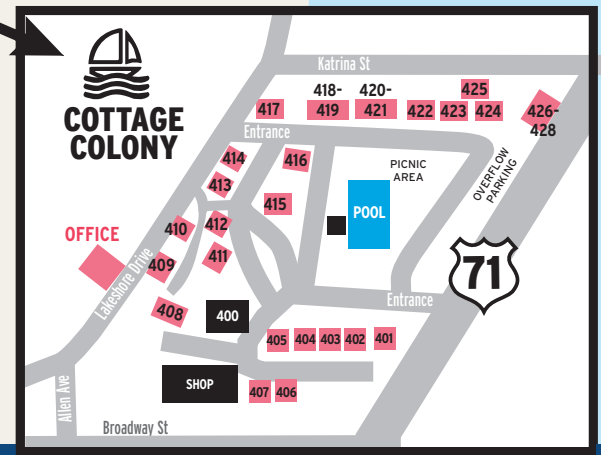 COTTAGE
COLONY
Katrina St
418-
419
420-
421
425
417
422
423
424
426-
428
Entrance
414
416
PICNIC
AREA
OVERFLOW
PARKING
413
415
POOL
410
412
OFFICE
409
411
71
Lakeshore Drive
Entrance
408
400
405
404
403
402
401
SHOP
407
406
Allen Ave
Broadway St